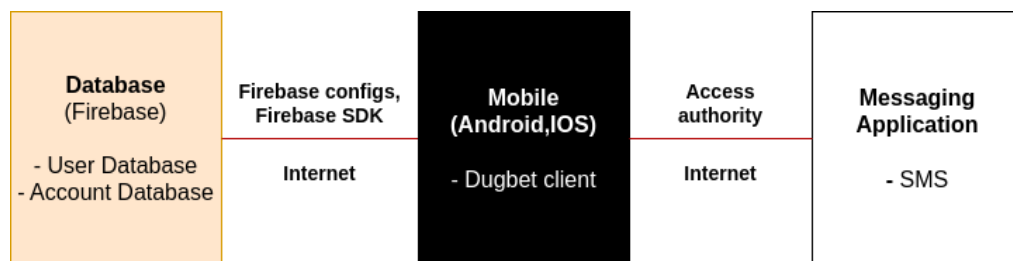 Database
(Firebase)
- User Database
- Account Database
Firebase configs,
Firebase SDK
Internet
Mobile
(Android,IOS)
- Dugbet client
Access
authority
Internet
Messaging
Application
- SMS